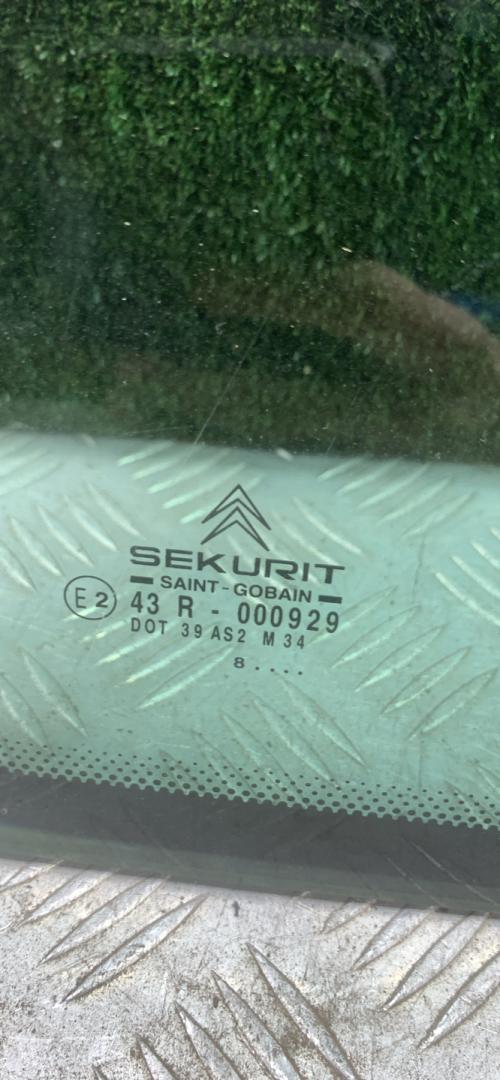 SEKURIT
SAINT-GOBAIN
E2 43 R - 000929
DOT 39 AS2 M 34
8....